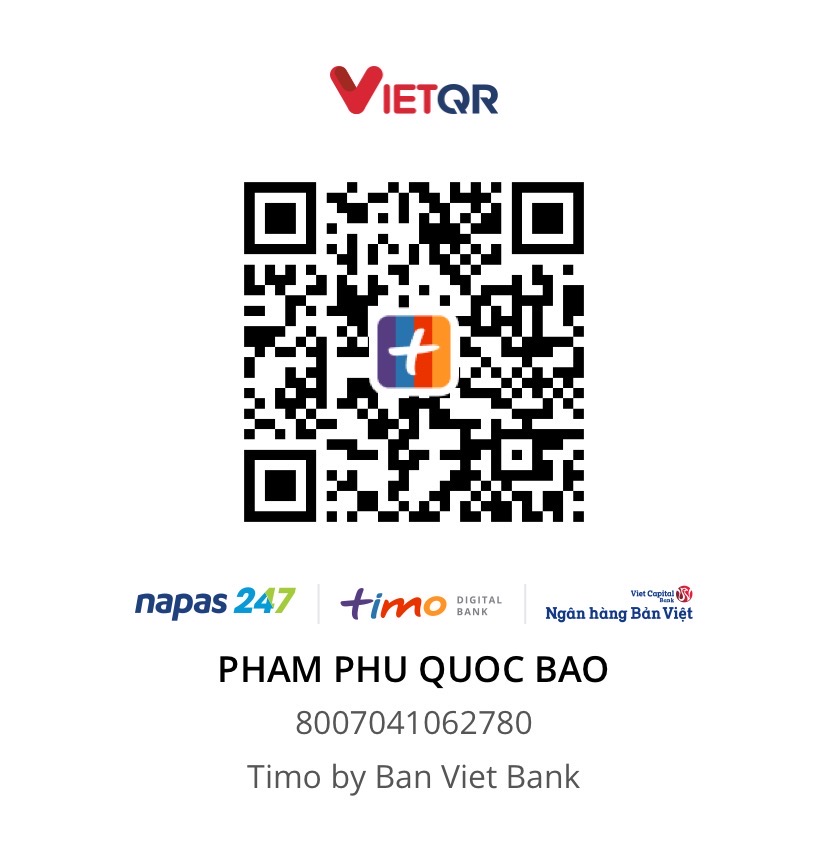 VIETQR
napas 247
timo DIGITAL BANK
Viet Capital Bank
Ngân hàng Bản Việt
PHAM PHU QUOC BAO
8007041062780
Timo by Ban Viet Bank